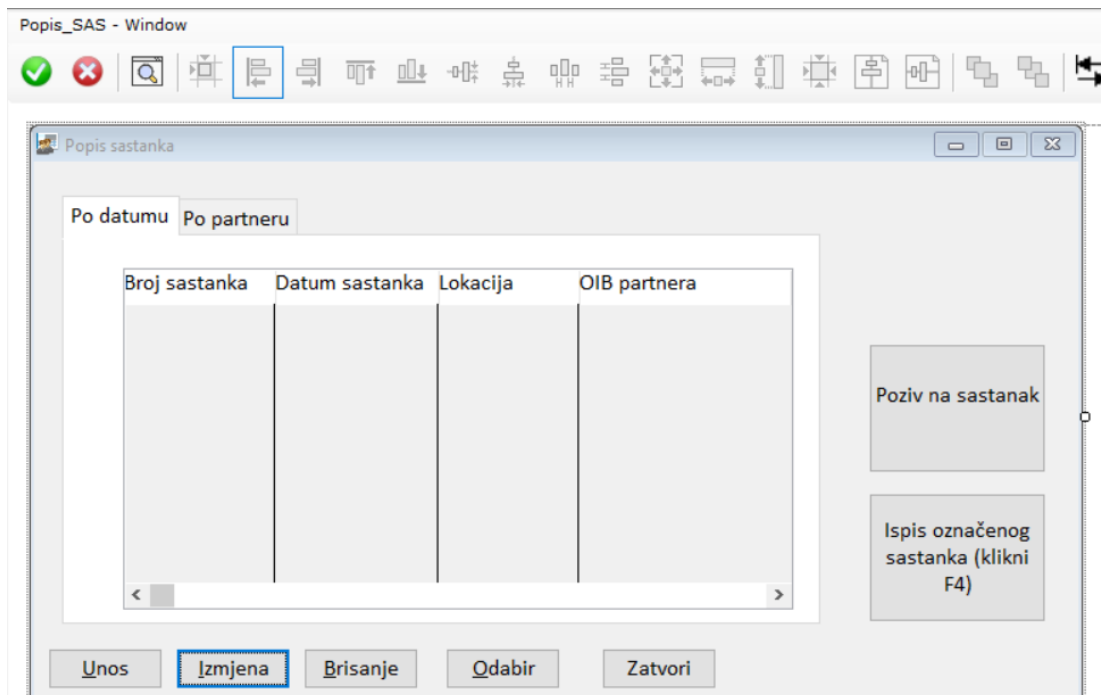 Popis_SAS - Window
Popis sastanka
Po datumu Po partneru
Broj sastanka Datum sastanka Lokacija OIB partnera
Poziv na sastanak
Ispis označenog
sastanka (klikni
F4)
Unos Izmjena Brisanje Odabir Zatvori